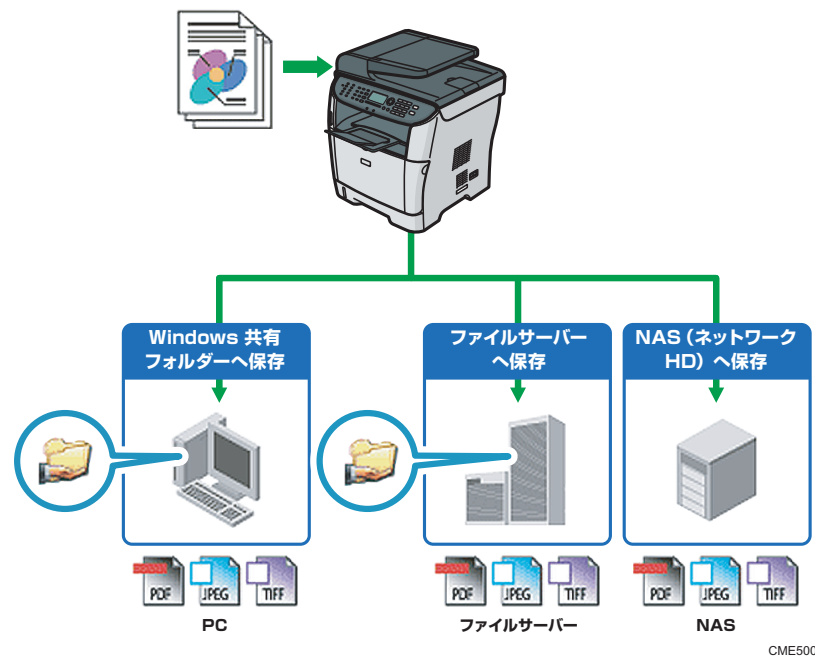 Windows 共有
フォルダーへ保存
ファイルサーバー
へ保存
NAS（ネットワーク
HD）へ保存
PDF JPEG TIFF
PDF JPEG TIFF
PDF JPEG TIFF
PC
ファイルサーバー
NAS
CME500